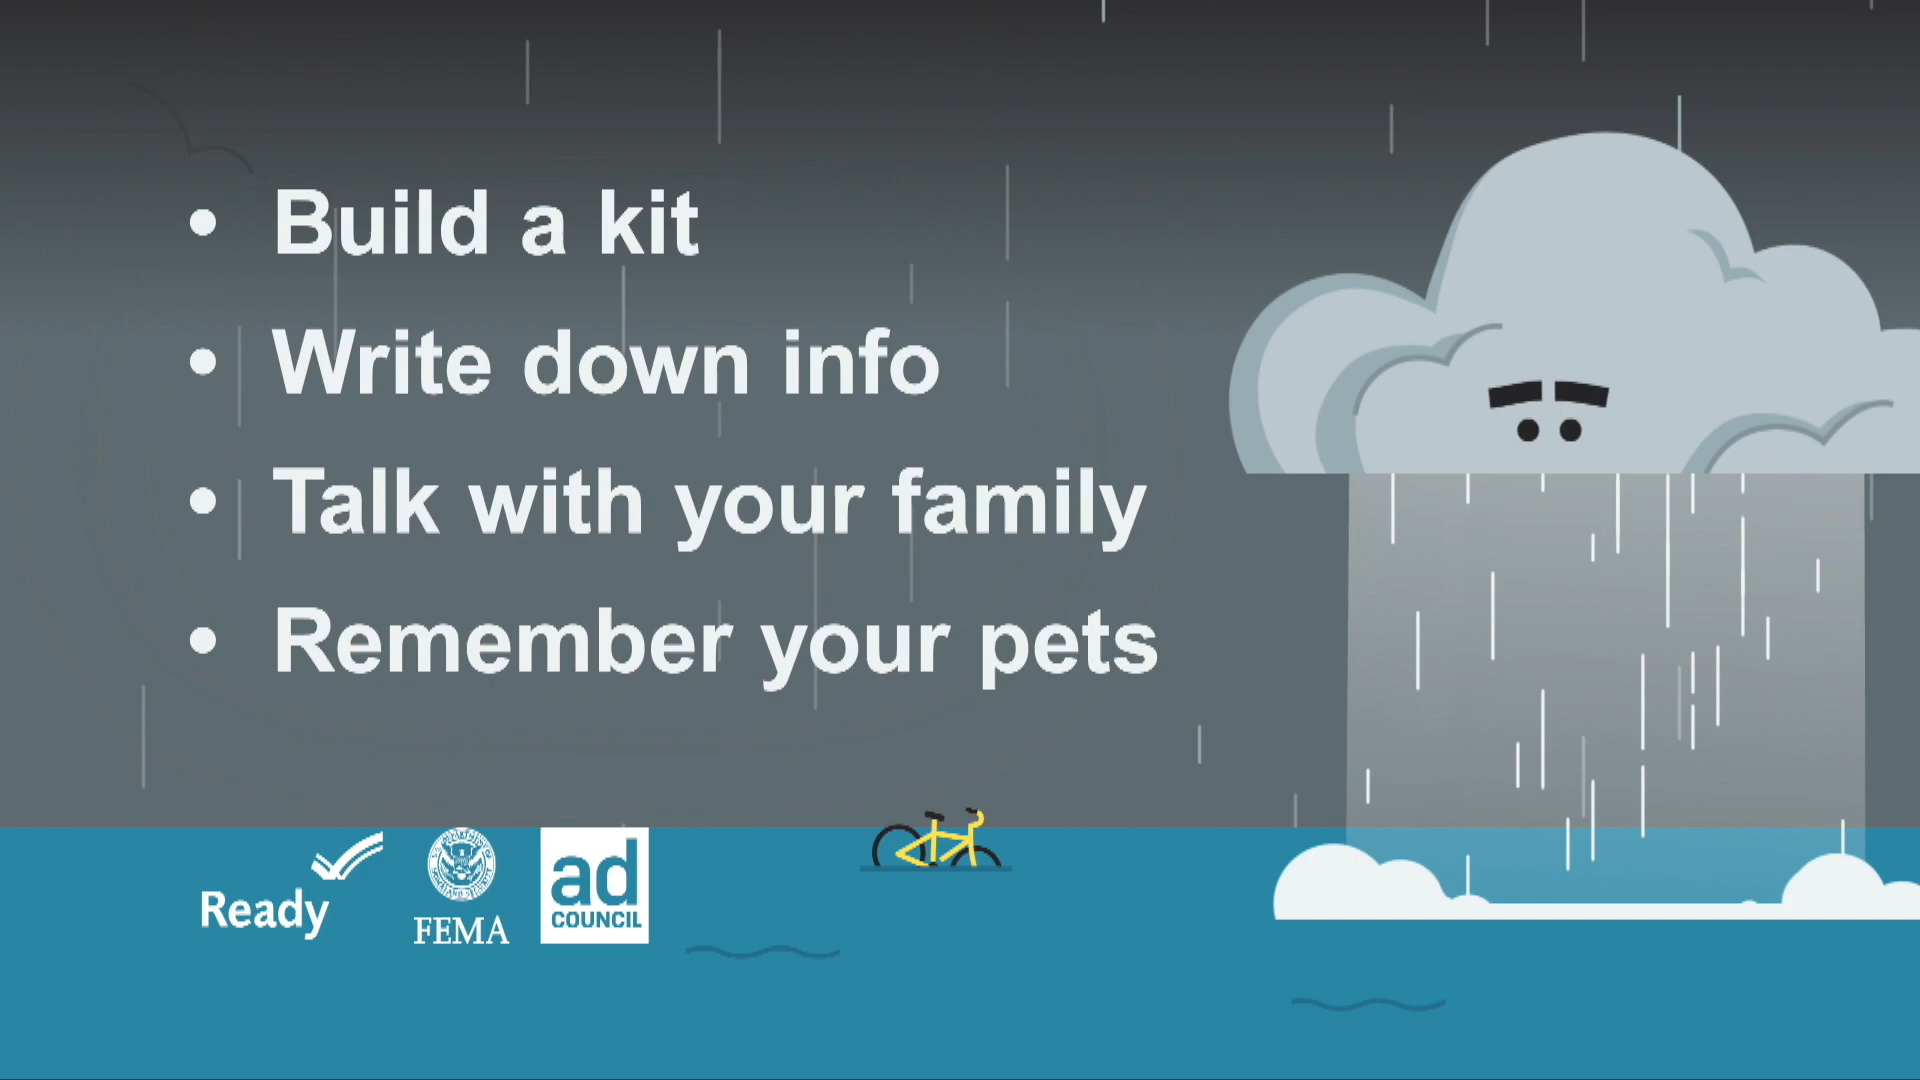 • Build a kit
• Write down info
• Talk with your family
• Remember your pets
Ready
FEMA
ad
COUNCIL